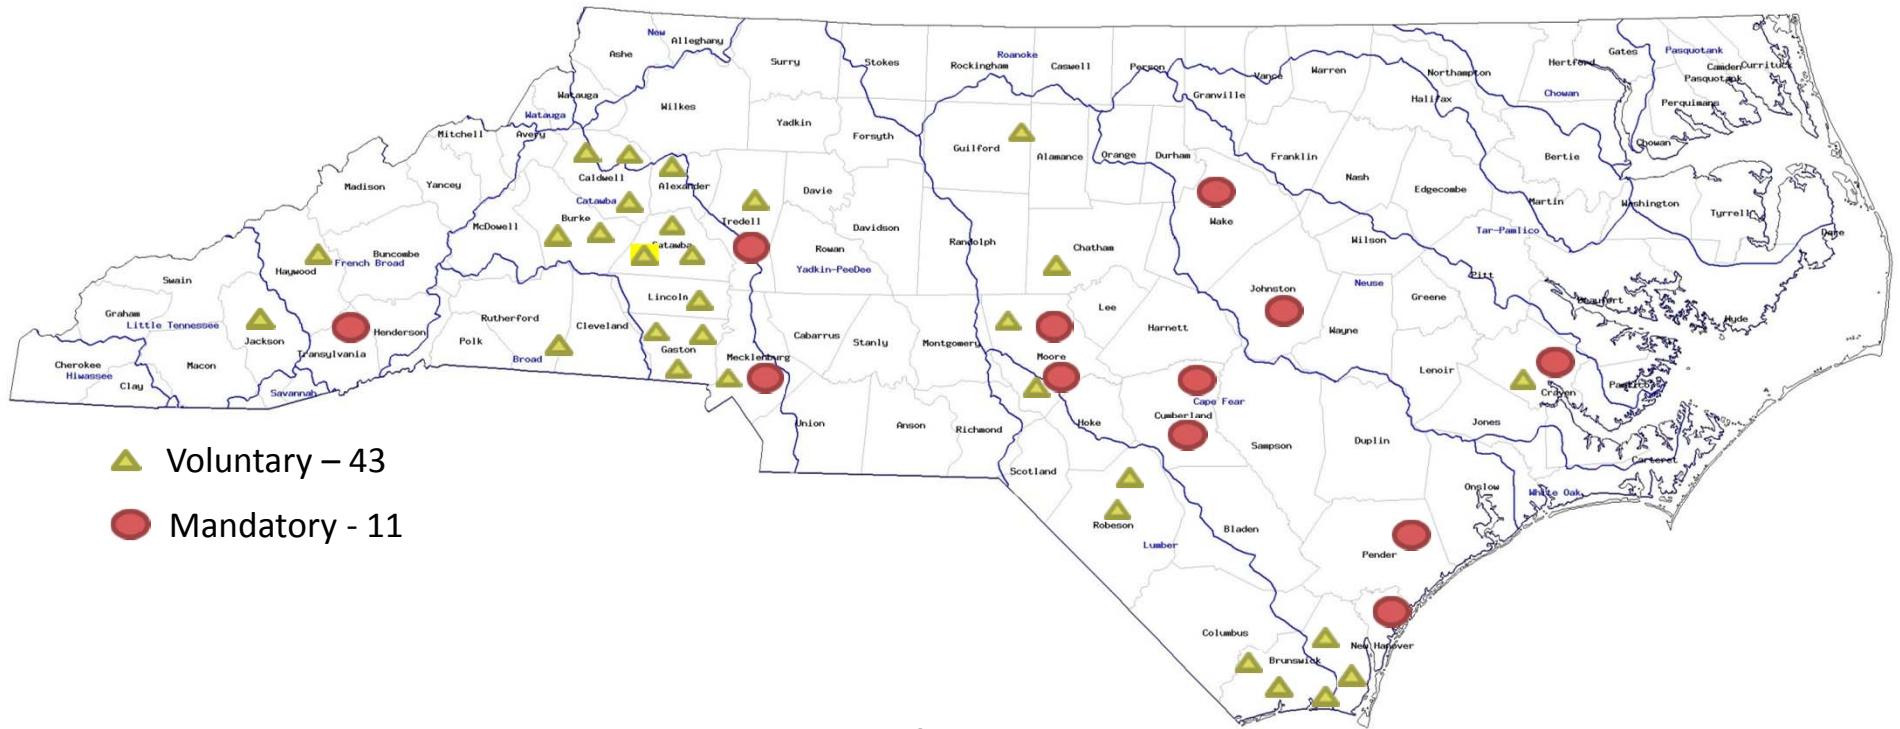 New
Alleghany
Ashe
Surry
Stokes
Rockingham
Roanoke
Caswell
Person
Vance
Warren
Northampton
Hertford
Gates
Pasquotank
Camden
Currituck
Pasquotank
Perquimans
Chowan
Halifax
Granville
Watauga
Wilkes
Watauga
Yadkin
Forsyth
Mitchell
Avery
Guilford
Alamance
Orange
Durham
Franklin
Nash
Edgecombe
Bertie
Chowan
Madison
Yancey
Caldwell
Alexander
Davie
Catawba
Burke
Iredell
Davidson
Randolph
Chatham
Wake
Wilson
Martin
Washington
Tyrrell
Dare
Tar-Pamlico
McDowell
Catawba
Rowan
Yadkin-PeeDee
Buncombe
French Broad
Haywood
Swain
Pitt
Johnston
Neuse
Greene
Beaufort
Hyde
Graham
Little Tennessee
Jackson
Henderson
Transylvania
Rutherford
Polk
Broad
Cleveland
Lincoln
Gaston
Mecklenburg
Cabarrus
Stanly
Montgomery
Lee
Harnett
Moore
Wayne
Lenoir
Craven
Pamlico
Cherokee
Hiwassee
Clay
Macon
Savannah
Union
Anson
Richmond
Hoke
Cape Fear
Cumberland
Sampson
Duplin
Jones
Carteret
Scotland
Onslow
White Oak
Robeson
Lumber
Bladen
Pender
Columbus
Brunswick
New Hanover
Voluntary – 43
Mandatory - 11